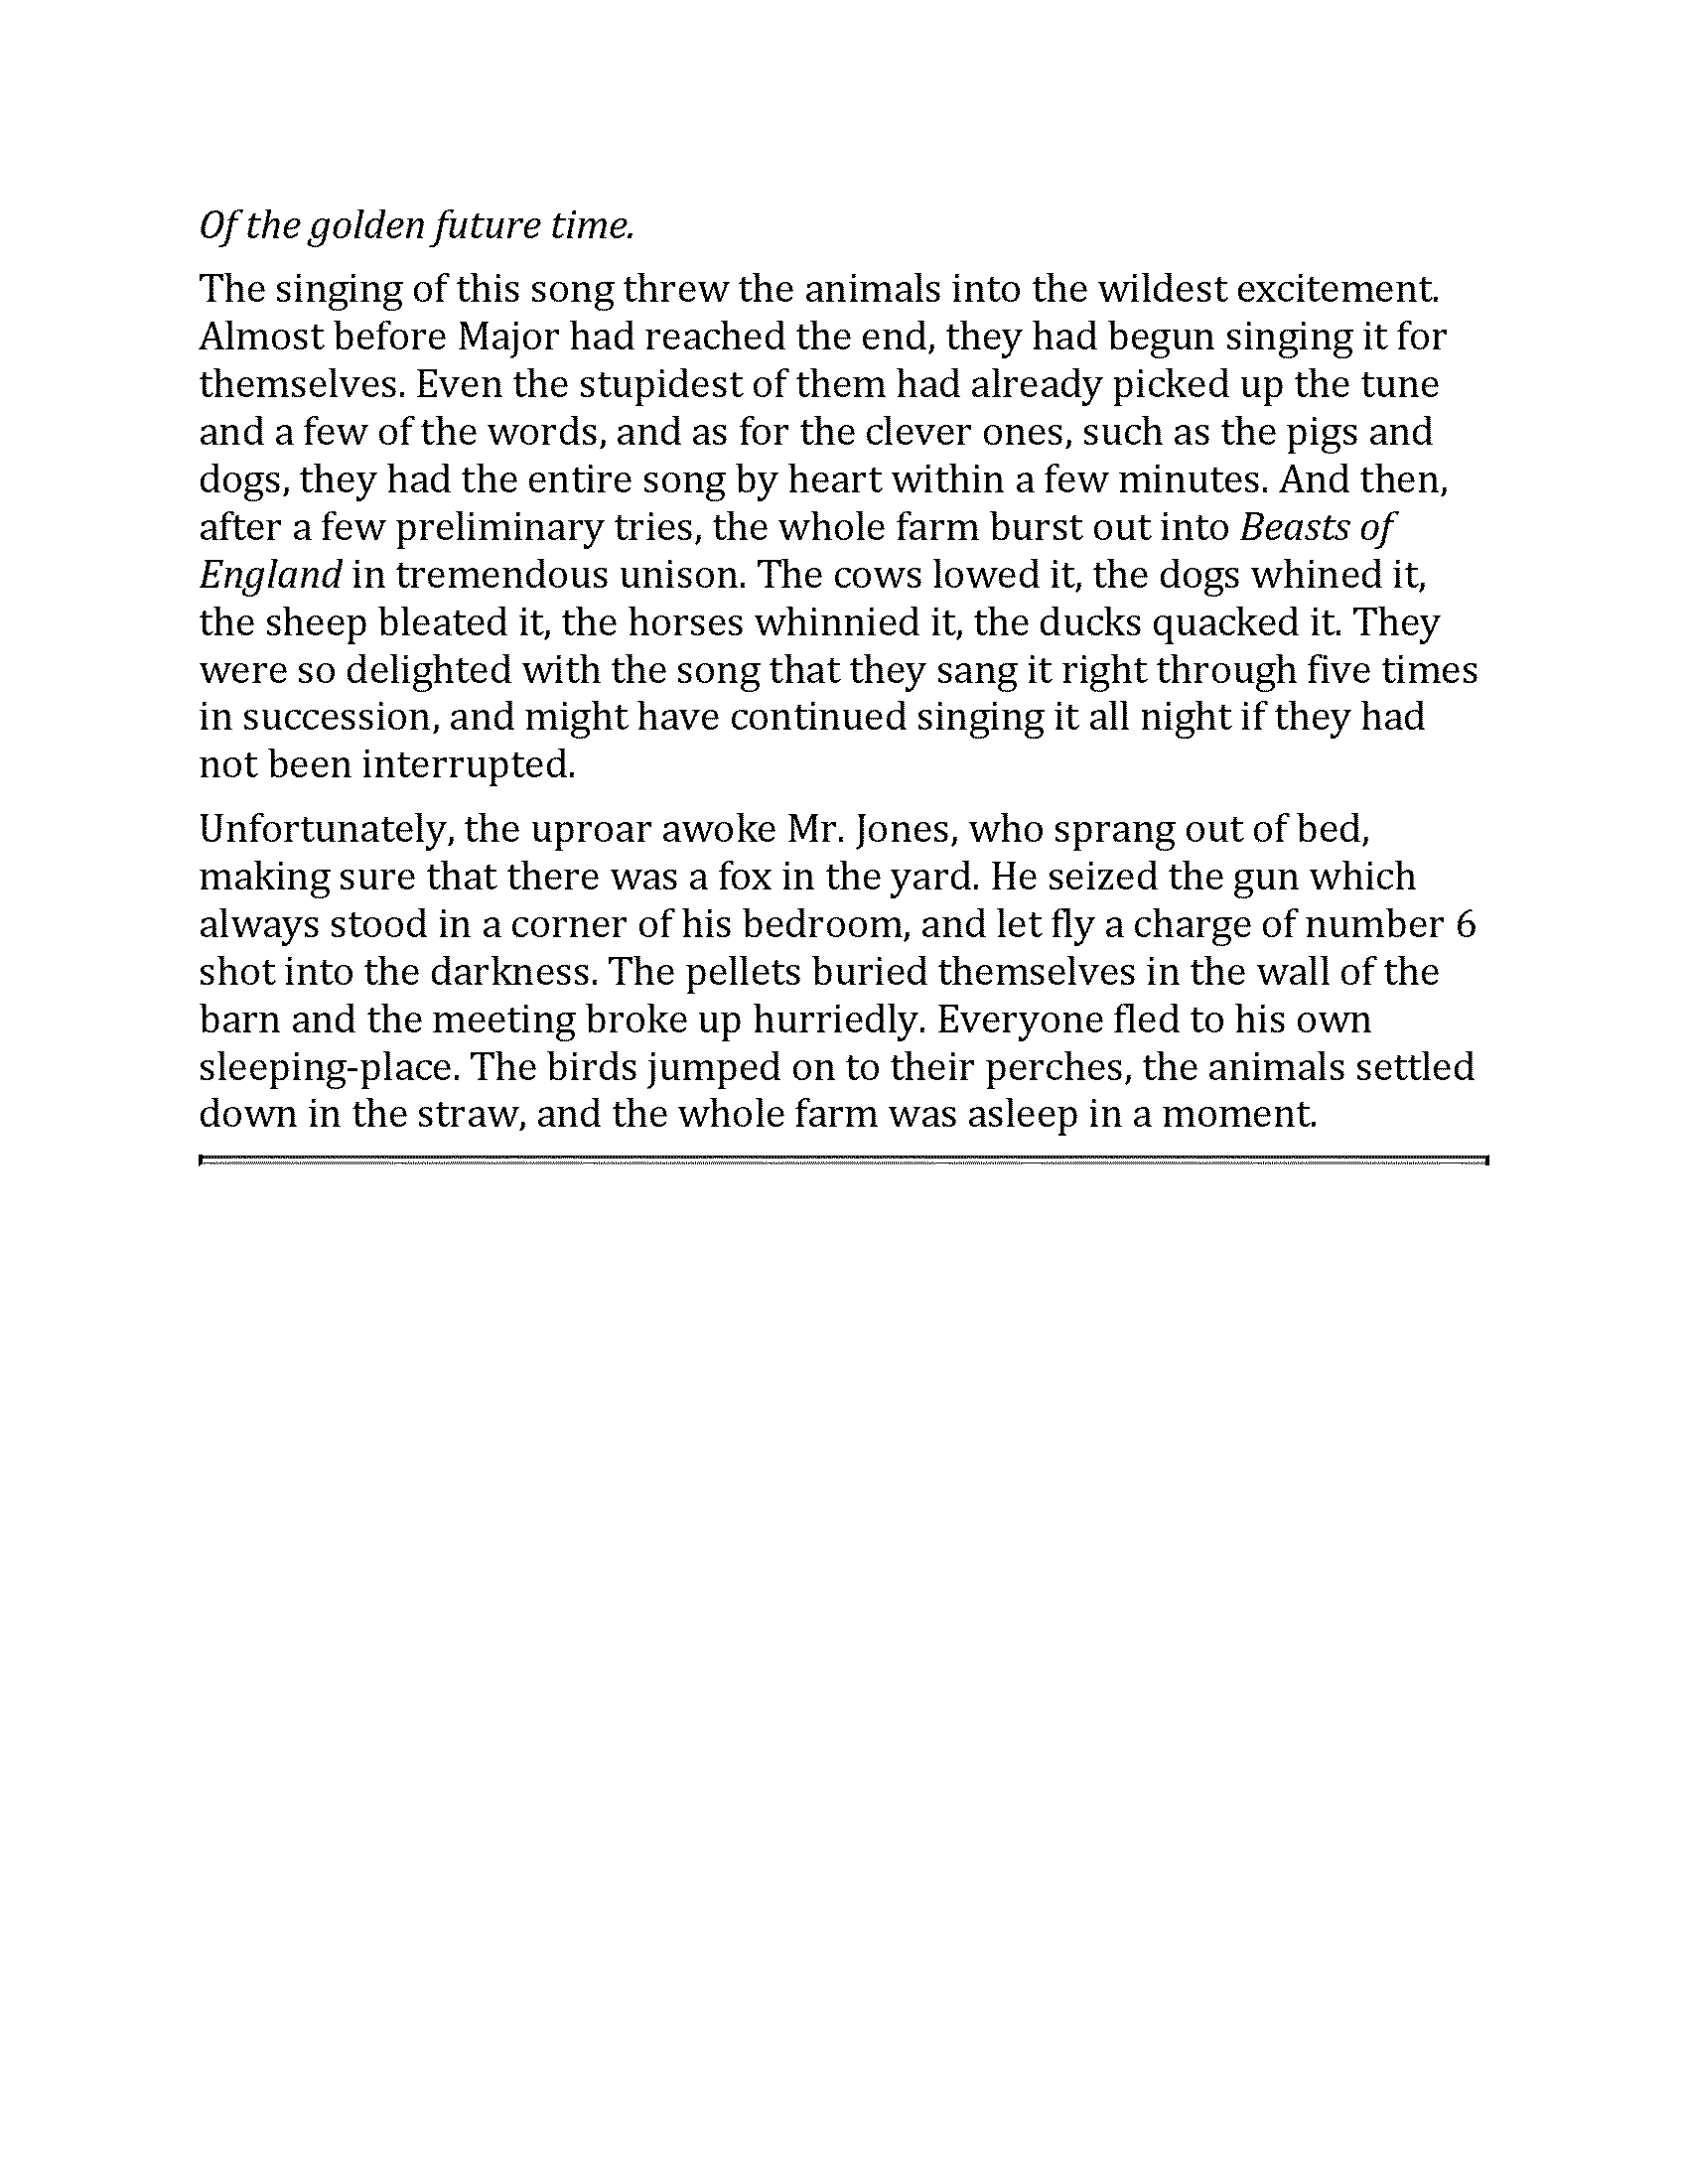 Of the golden future time.
The singing of this song threw the animals into the wildest excitement.
Almost before Major had reached the end, they had begun singing it for
themselves. Even the stupidest of them had already picked up the tune
and a few of the words, and as for the clever ones, such as the pigs and
dogs, they had the entire song by heart within a few minutes. And then,
after a few preliminary tries, the whole farm burst out into Beasts of
England in tremendous unison. The cows lowed it, the dogs whined it,
the sheep bleated it, the horses whinnied it, the ducks quacked it. They
were so delighted with the song that they sang it right through five times
in succession, and might have continued singing it all night if they had
not been interrupted.
Unfortunately, the uproar awoke Mr. Jones, who sprang out of bed,
making sure that there was a fox in the yard. He seized the gun which
always stood in a corner of his bedroom, and let fly a charge of number 6
shot into the darkness. The pellets buried themselves in the wall of the
barn and the meeting broke up hurriedly. Everyone fled to his own
sleeping-place. The birds jumped on to their perches, the animals settled
down in the straw, and the whole farm was asleep in a moment.